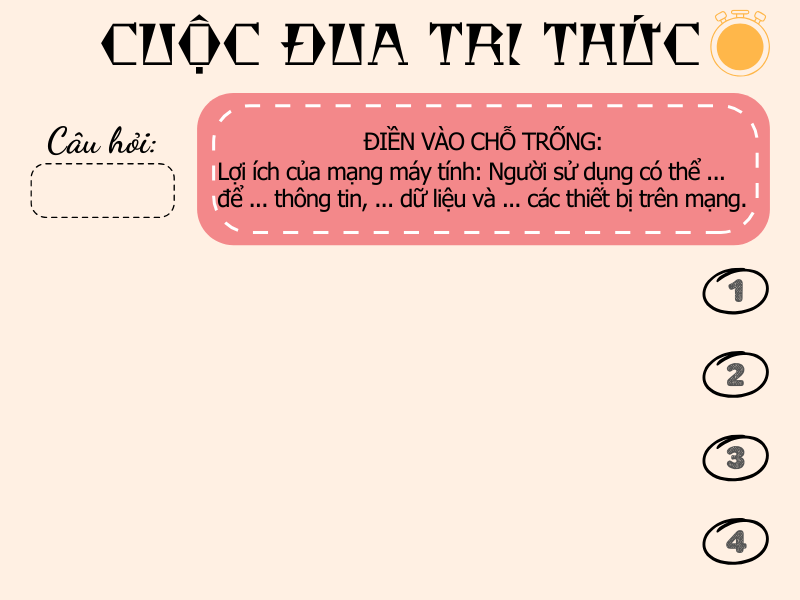 CUỘC ĐUA TRI THỨC
Câu hỏi:
ĐIỀN VÀO CHỖ TRỐNG:
Lợi ích của mạng máy tính: Người sử dụng có thể ...
để ... thông tin, ... dữ liệu và ... các thiết bị trên mạng.
1
2
3
4